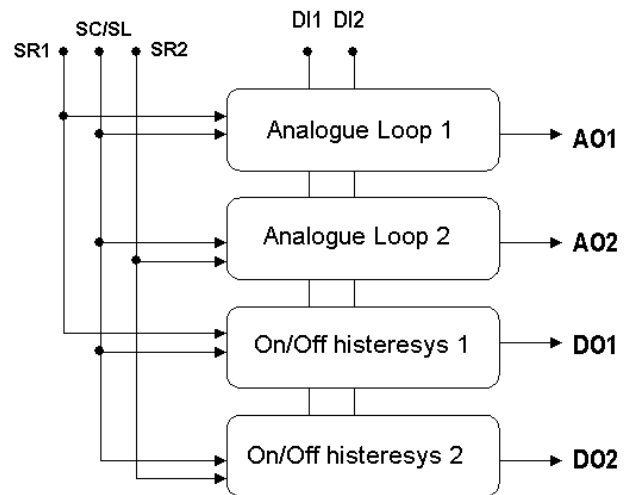 DI1 DI2
SC/SL
SR1 SR2
Analogue Loop 1
AO1
Analogue Loop 2
AO2
On/Off histeresys 1
DO1
On/Off histeresys 2
DO2